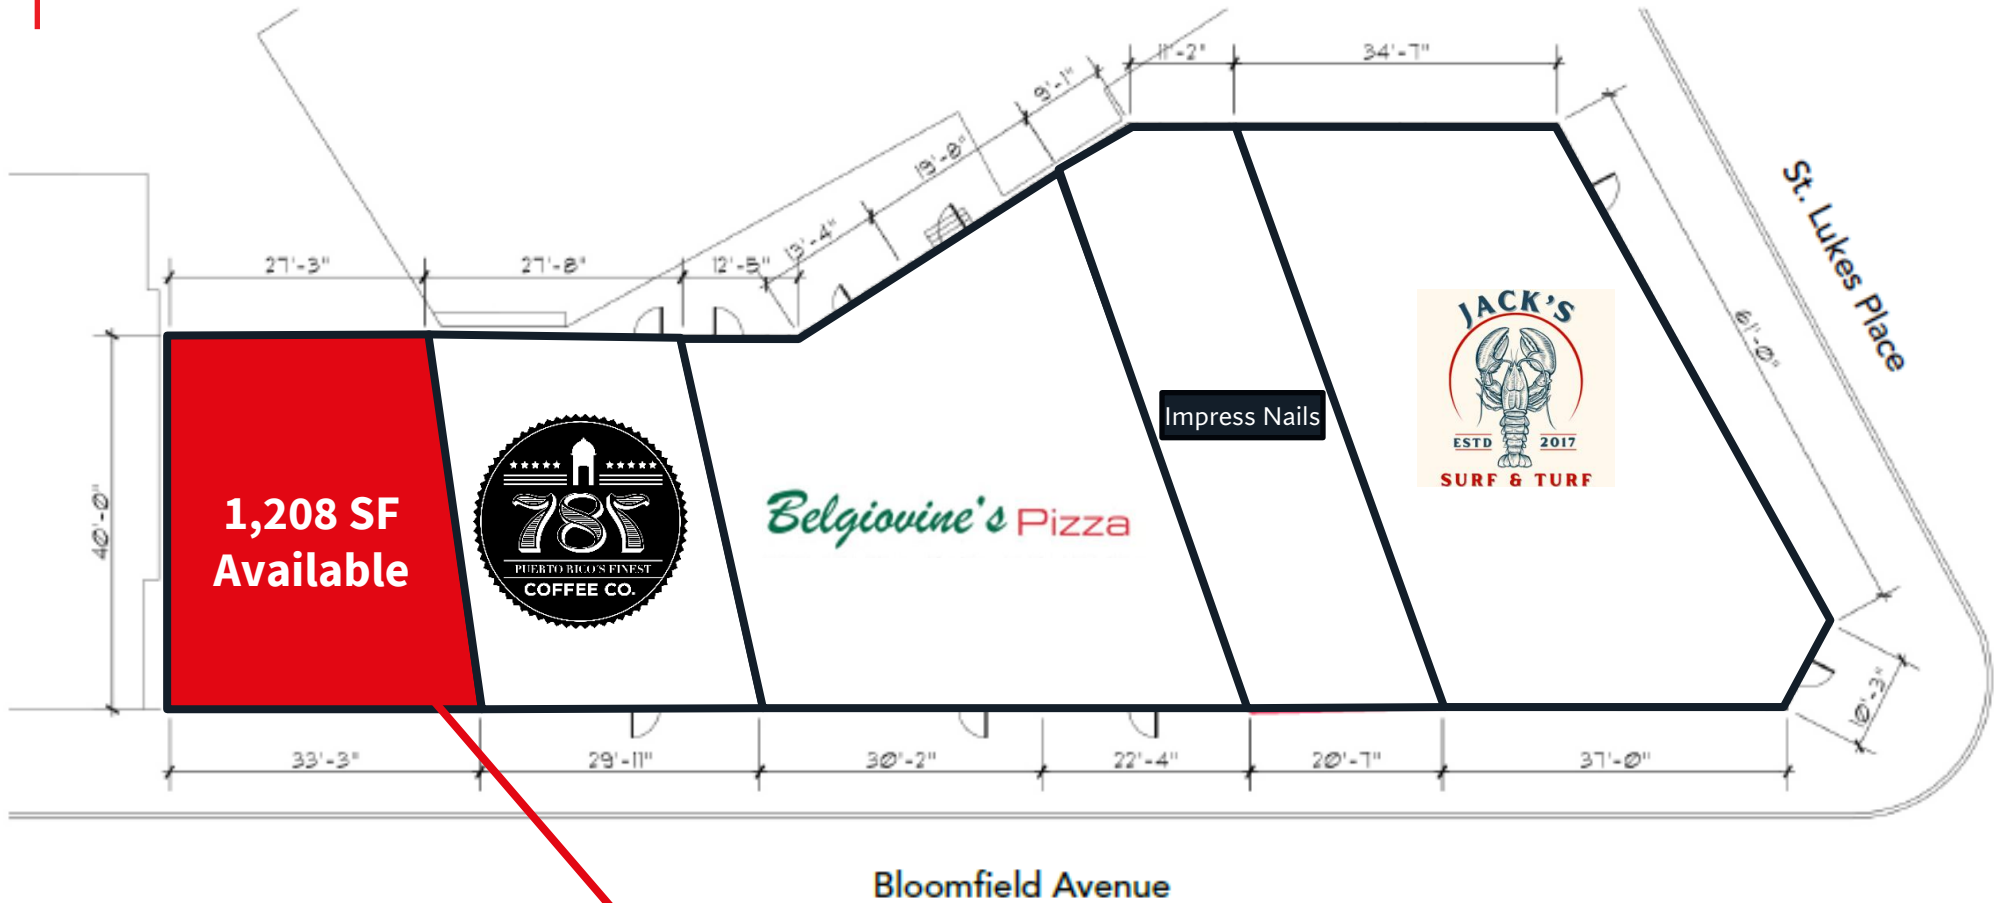 11'-2"
34'-7"
9'-1"
19'-8"
13'-4"
27'-3"
27'-8"
12'-5"
St. Lukes Place
61'-0"
40'-0"
1,208 SF
Available
787
PUERTO RICO'S FINEST
COFFEE CO.
Belgiovine's Pizza
Impress Nails
JACK'S
ESTD 2017
SURF & TURF
10'-3"
33'-3"
29'-11"
30'-2"
22'-4"
20'-7"
37'-0"
Bloomfield Avenue